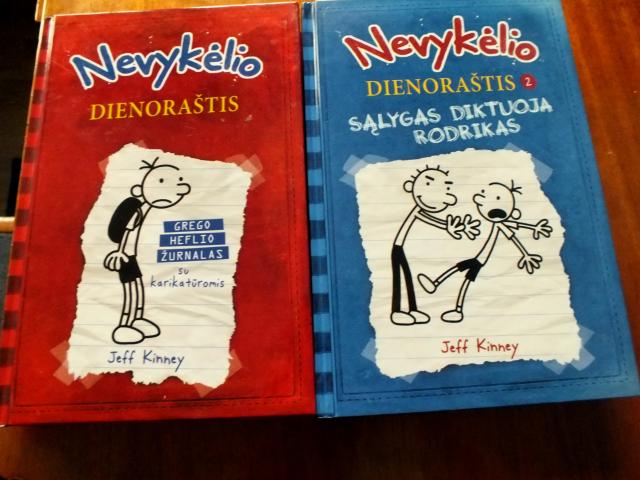 Nevykėlio
DIENORAŠTIS
GREGO
HEFLIO
ŽURNALAS
su
karikatūromis
Jeff Kinney
Nevykėlio
DIENORAŠTIS 2
SĄLYGAS DIKTUOJA
RODRIKAS
Jeff Kinney